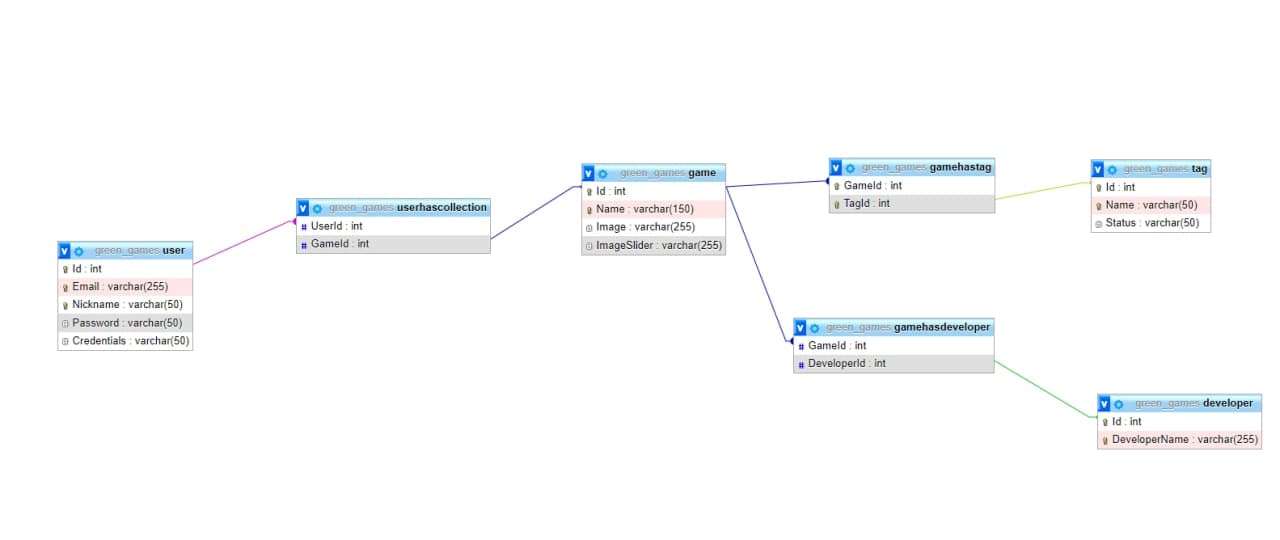 green_games user
Id : int
Email : varchar(255)
Nickname : varchar(50)
Password : varchar(50)
Credentials : varchar(50)
green_games userhascollection
UserId : int
GameId : int
green_games game
Id : int
Name : varchar(150)
Image : varchar(255)
ImageSlider : varchar(255)
green_games gamehastag
GameId : int
TagId : int
green_games tag
Id : int
Name : varchar(50)
Status : varchar(50)
green_games gamehasdeveloper
GameId : int
DeveloperId : int
green_games developer
Id : int
DeveloperName : varchar(255)